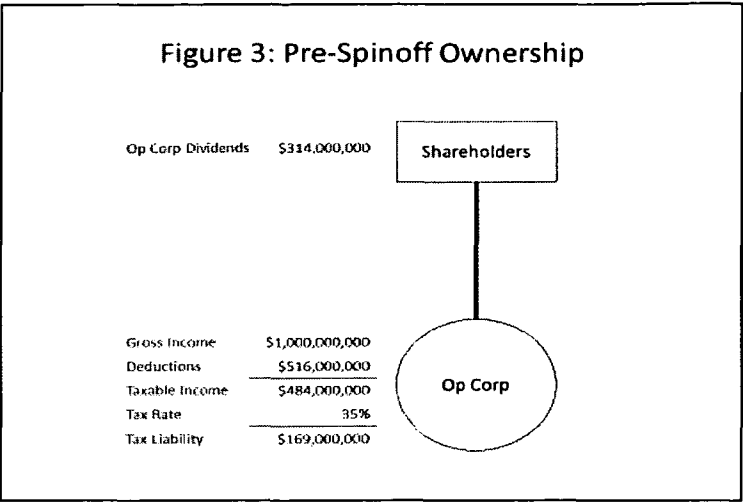 Figure 3: Pre-Spinoff Ownership
Op Corp Dividends $314,000,000
Shareholders
Gross Income $1,000,000,000
Deductions $516,000,000
Taxable Income $484,000,000
Tax Rate 35%
Tax Liability $169,000,000
Op Corp